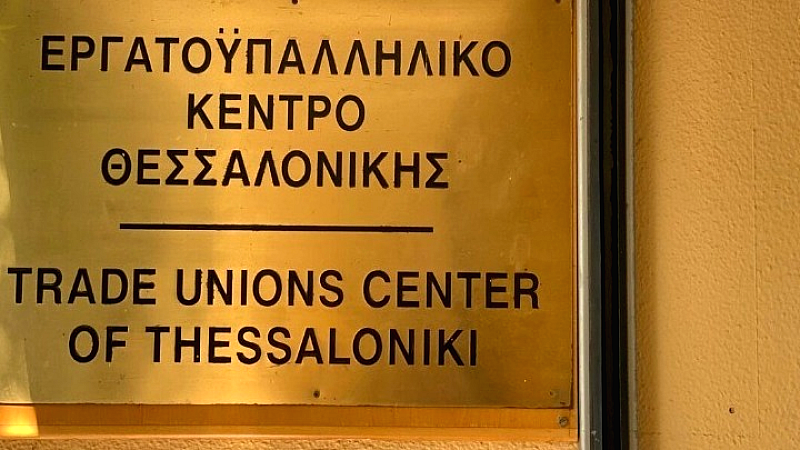 ΕΡΓΑΤΟΫΠΑΛΛΗΛΙΚΟ
ΚΕΝΤΡΟ
ΘΕΣΣΑΛΟΝΙΚΗΣ
TRADE UNIONS CENTER
OF THESSALONIKI